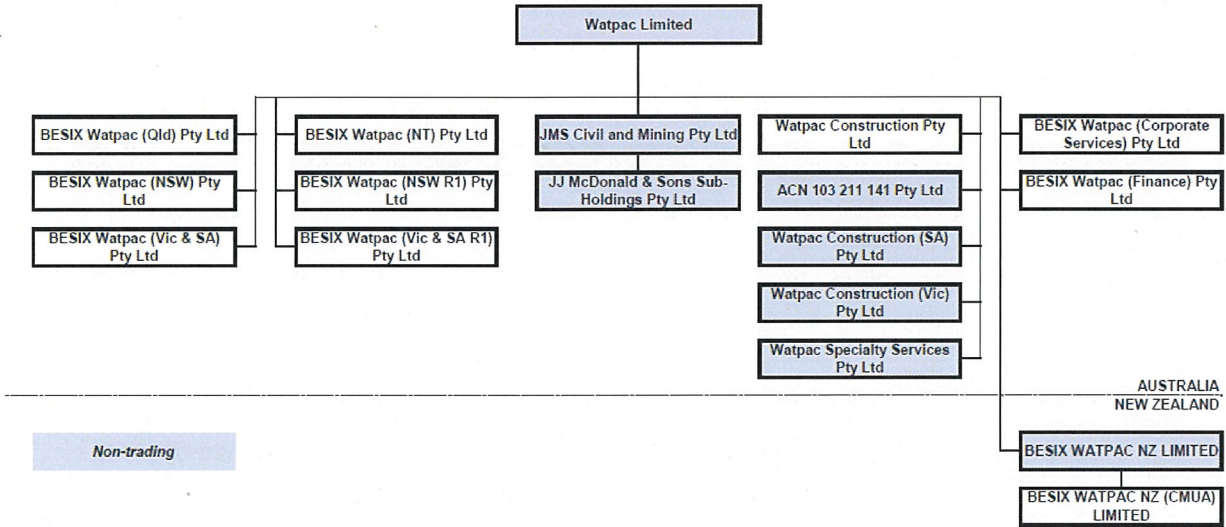 Watpac Limited
BESIX Watpac (Qld) Pty Ltd
BESIX Watpac (NSW) Pty
Ltd
BESIX Watpac (Vic & SA)
Pty Ltd
BESIX Watpac (NT) Pty Ltd
BESIX Watpac (NSW R1) Pty
Ltd
BESIX Watpac (Vic & SA R1)
Pty Ltd
JMS Civil and Mining Pty Ltd
JJ McDonald & Sons Sub-
Holdings Pty Ltd
Watpac Construction Pty
Ltd
ACN 103 211 141 Pty Ltd
Watpac Construction (SA)
Pty Ltd
Watpac Construction (Vic)
Pty Ltd
Watpac Specialty Services
Pty Ltd
BESIX Watpac (Corporate
Services) Pty Ltd
BESIX Watpac (Finance) Pty
Ltd
AUSTRALIA
NEW ZEALAND
Non-trading
BESIX WATPAC NZ LIMITED
BESIX WATPAC NZ (CMUA)
LIMITED